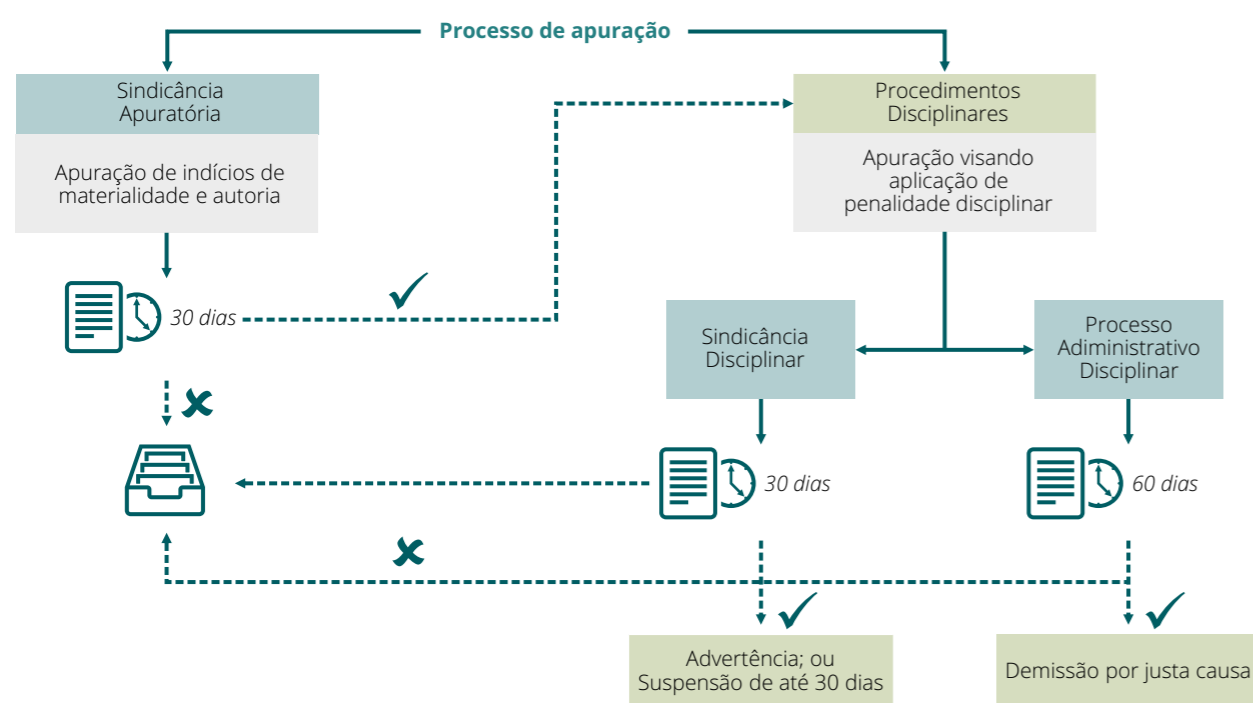 Processo de apuração
Sindicância
Apuratória
Apuração de indícios de
materialidade e autoria
30 dias
Procedimentos
Disciplinares
Apuração visando
aplicação de
penalidade disciplinar
Sindicância
Disciplinar
30 dias
Advertência; ou
Suspensão de até 30 dias
Processo
Adiministrativo
Disciplinar
60 dias
Demissão por justa causa